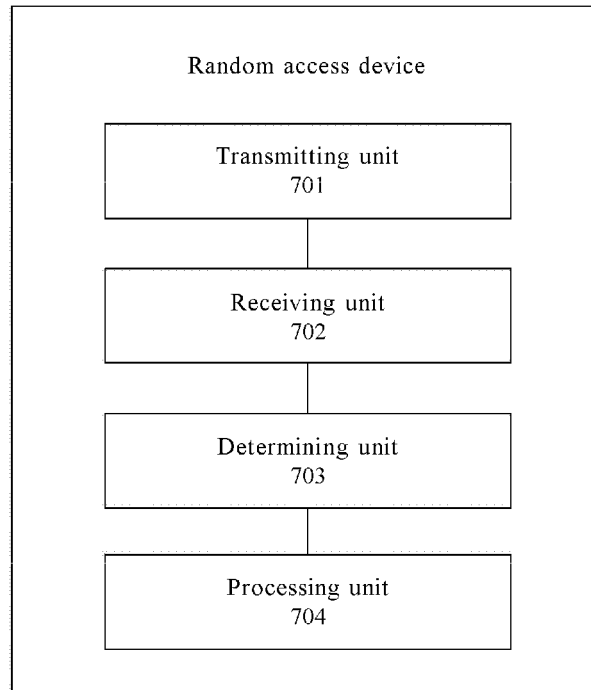 Random access device
Transmitting unit
701
Receiving unit
702
Determining unit
703
Processing unit
704